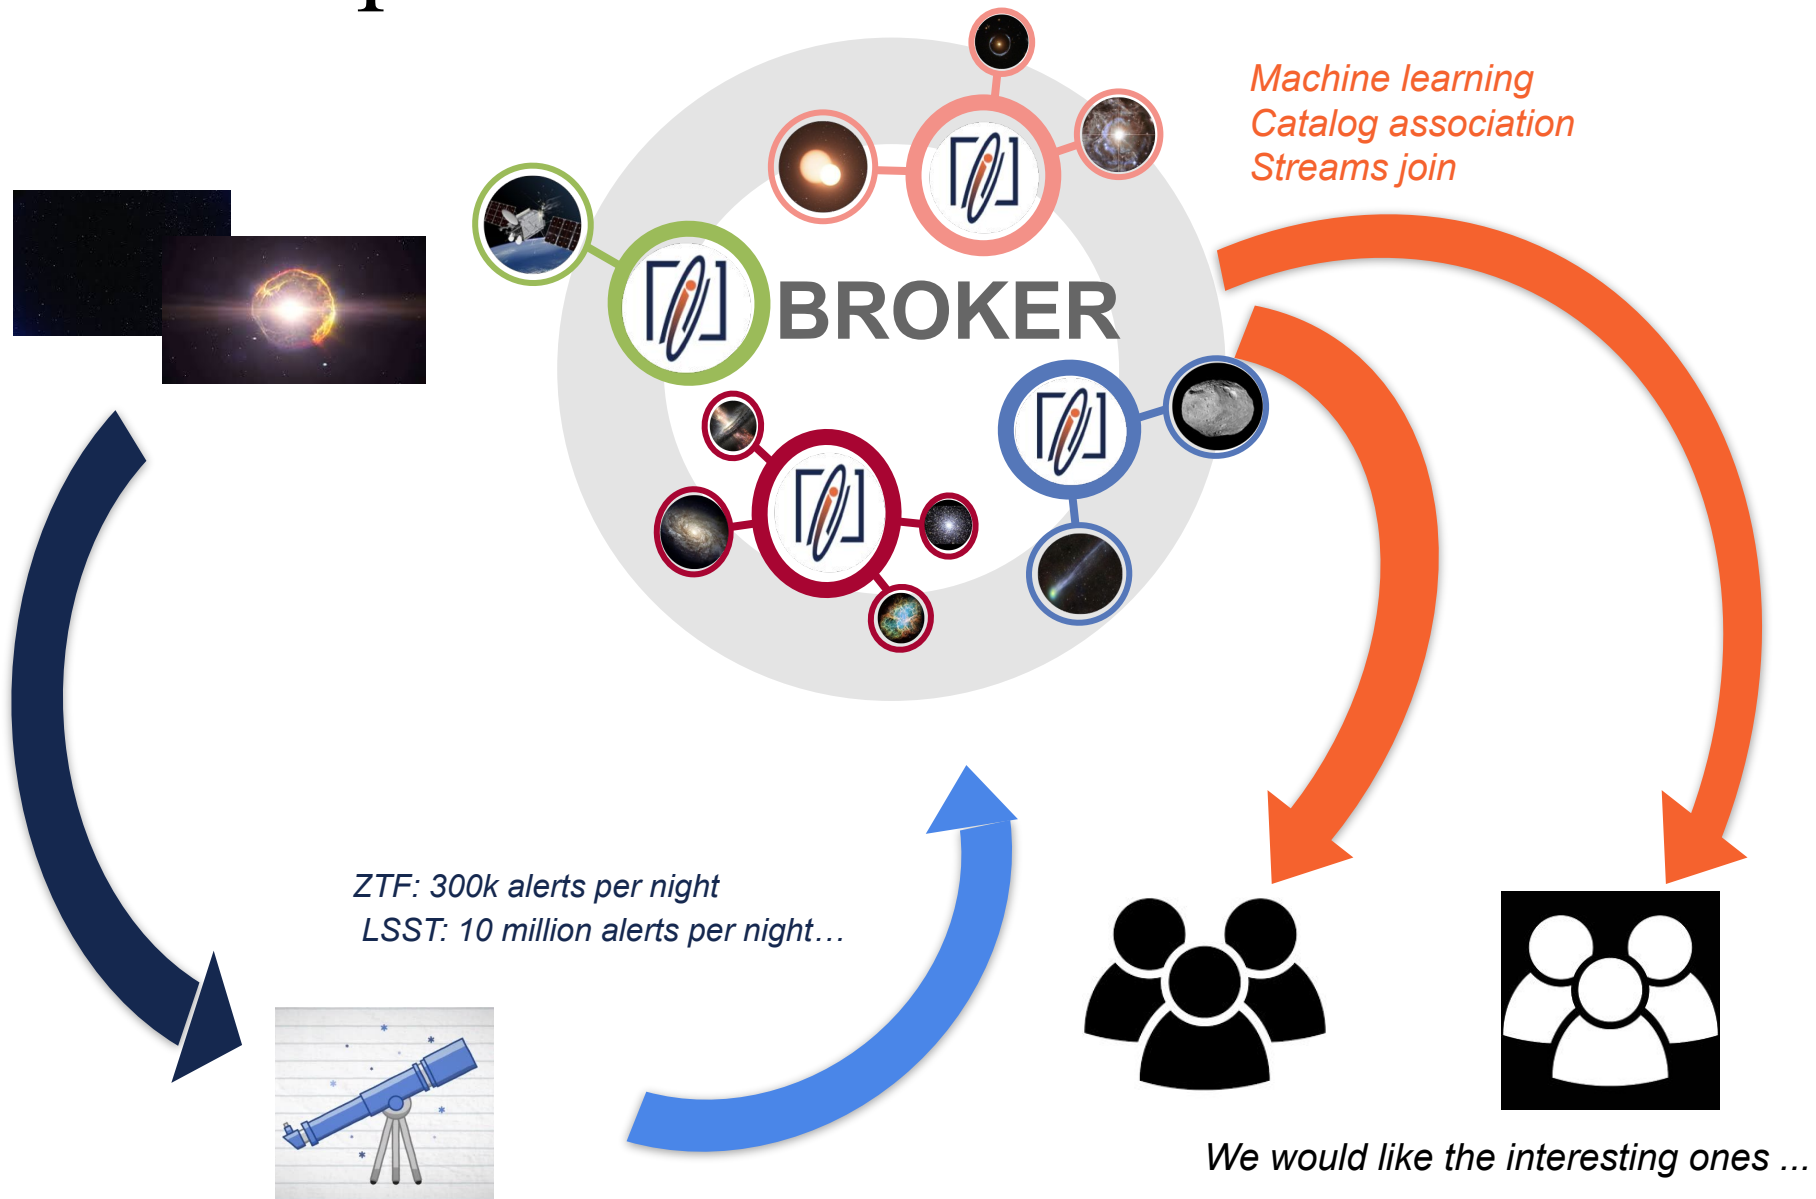 Machine learning
Catalog association
Streams join
BROKER
ZTF: 300k alerts per night
LSST: 10 million alerts per night…
We would like the interesting ones ...